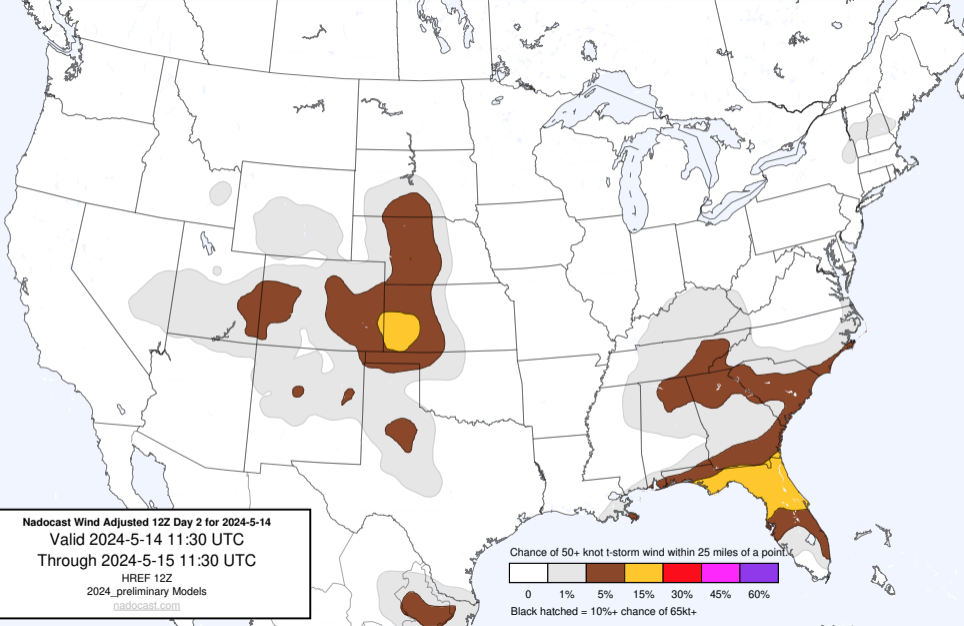 Nadocast Wind Adjusted 12Z Day 2 for 2024-5-14
Valid 2024-5-14 11:30 UTC
Through 2024-5-15 11:30 UTC
HREF 12Z
2024_preliminary Models
nadocast.com
Chance of 50+ knot t-storm wind within 25 miles of a point.
0 1% 5% 15% 30% 45% 60%
Black hatched = 10%+ chance of 65kt+